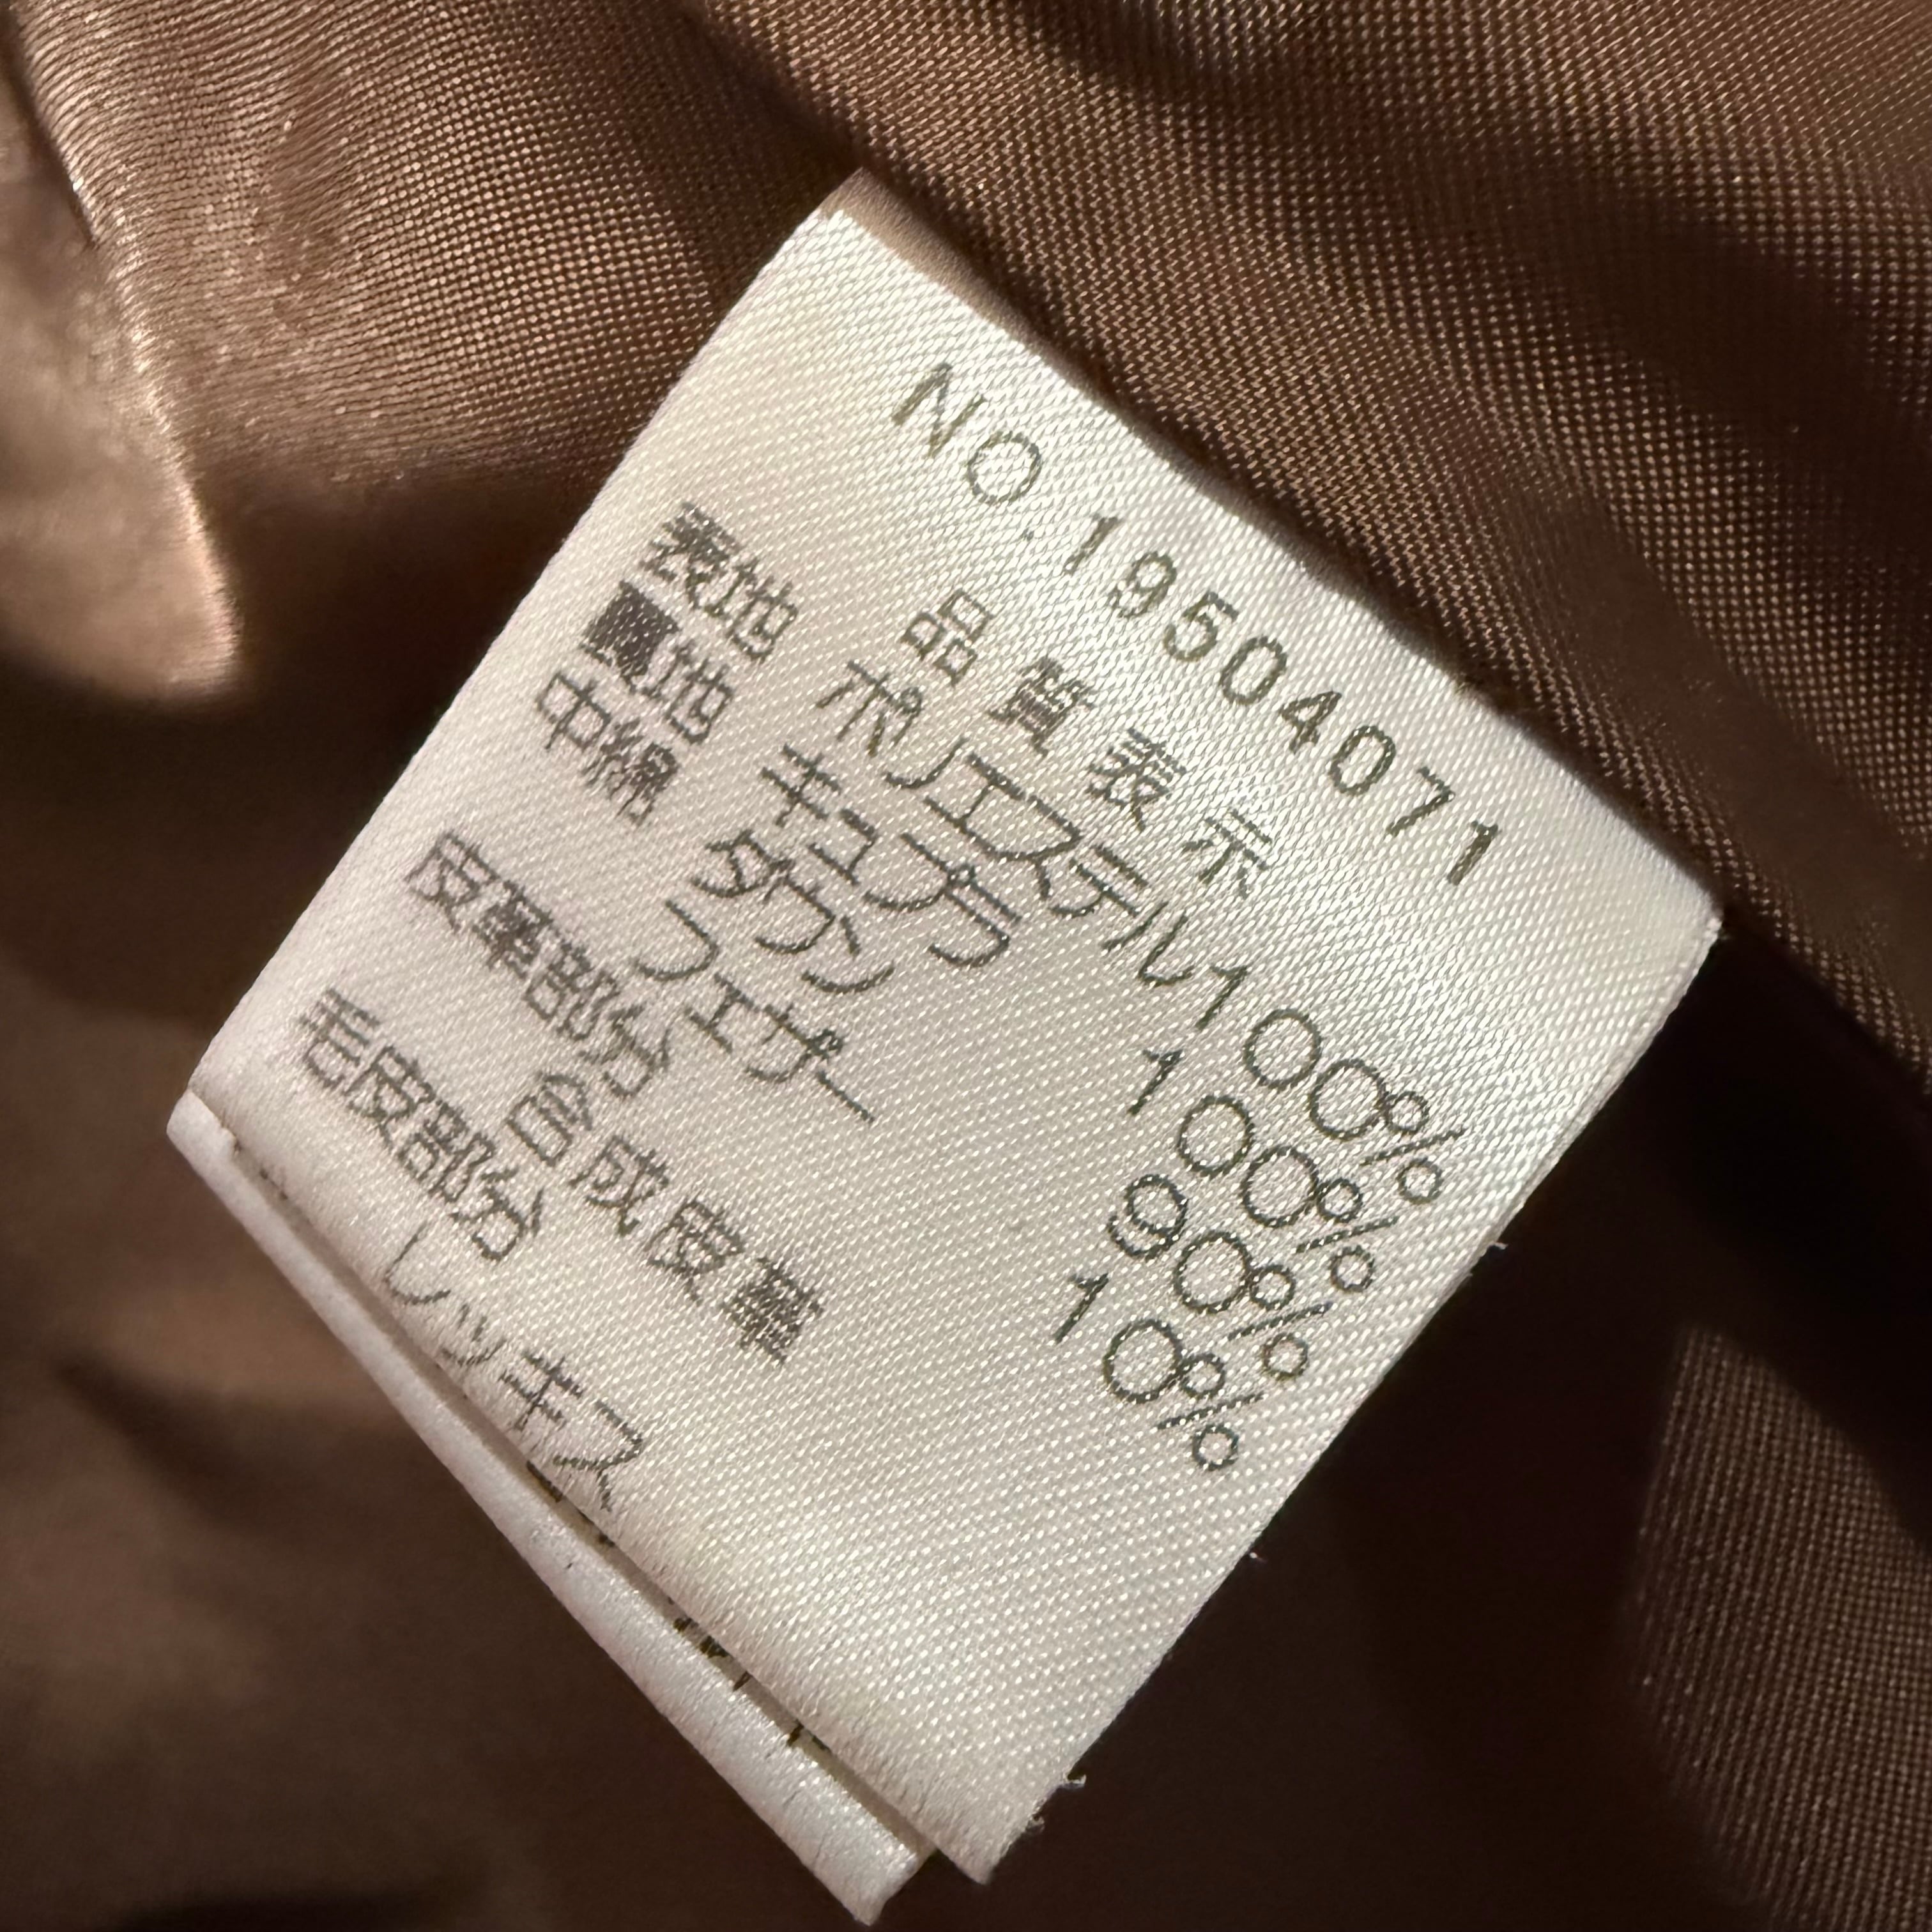 NO.19504071
品質表示
表地 ポリエステル100%
裏地 キュプラ 100%
中綿 ダウン 90%
フェザー 10%
皮革部分
合成皮革
毛皮部分
レッキス